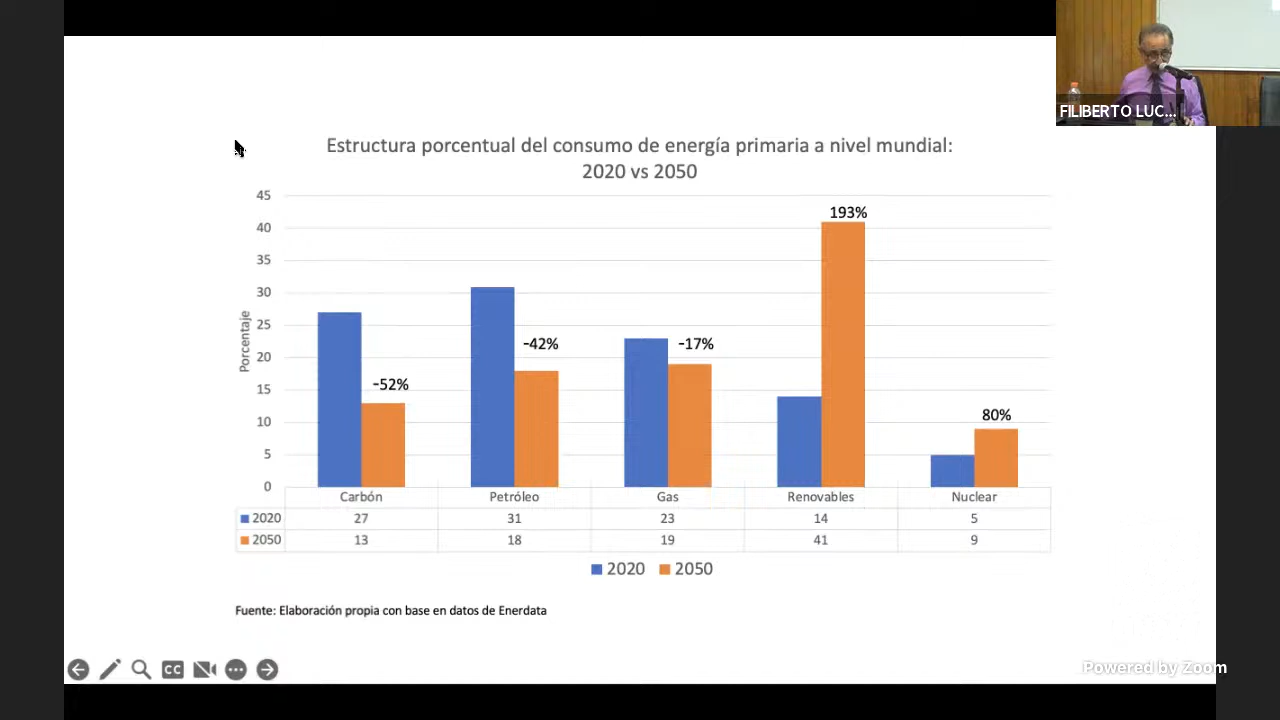 FILIBERTO LUC...
Estructura porcentual del consumo de energía primaria a nivel mundial:
2020 vs 2050
Porcentaje
45
40
35
30
25
20
15
10
5
0
-52%
-42%
-17%
193%
80%
Carbón Petróleo Gas Renovables Nuclear
2020 27 31 23 14 5
2050 13 18 19 41 9
2020 2050
Fuente: Elaboración propia con base en datos de Enerdata
CC
Powered by Zoom